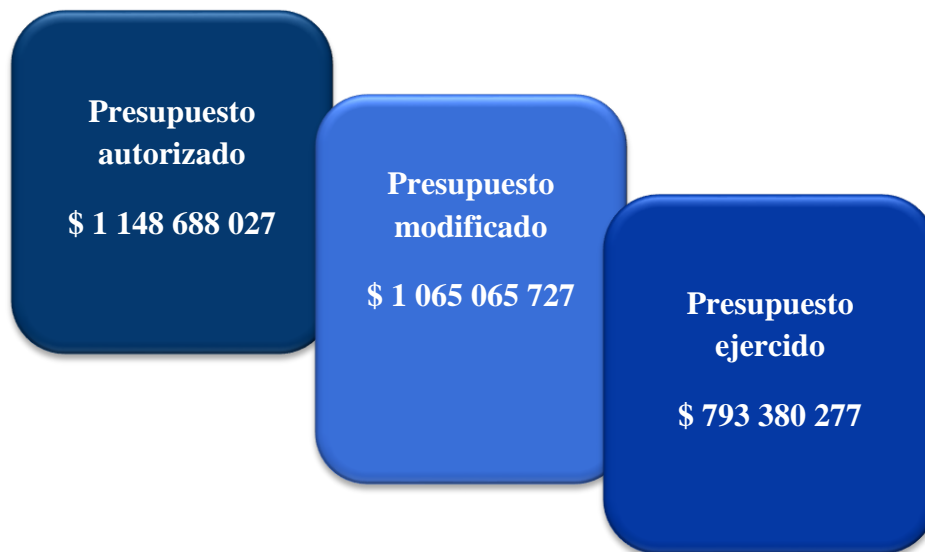 Presupuesto
autorizado
$ 1 148 688 027
Presupuesto
modificado
$ 1 065 065 727
Presupuesto
ejercido
$ 793 380 277